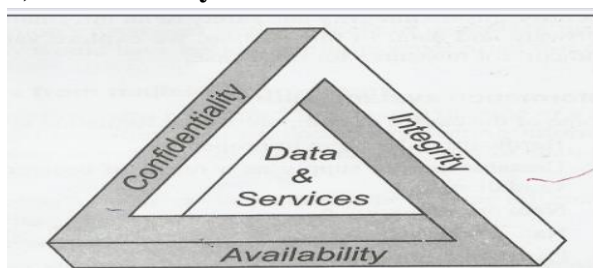 Confidentiality
Integrity
Data
&
Services
Availability